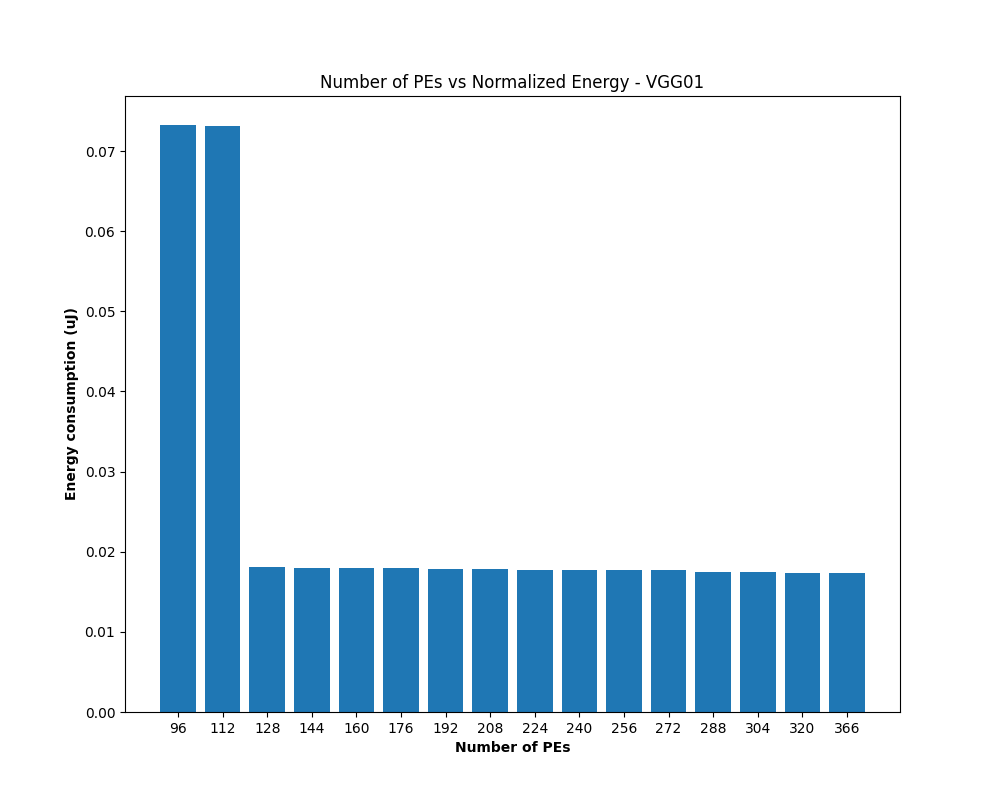 Number of PEs vs Normalized Energy - VGG01
0.07
0.06
0.05
0.04
0.03
0.02
0.01
0.00
Energy consumption (uJ)
96 112 128 144 160 176 192 208 224 240 256 272 288 304 320 366
Number of PEs